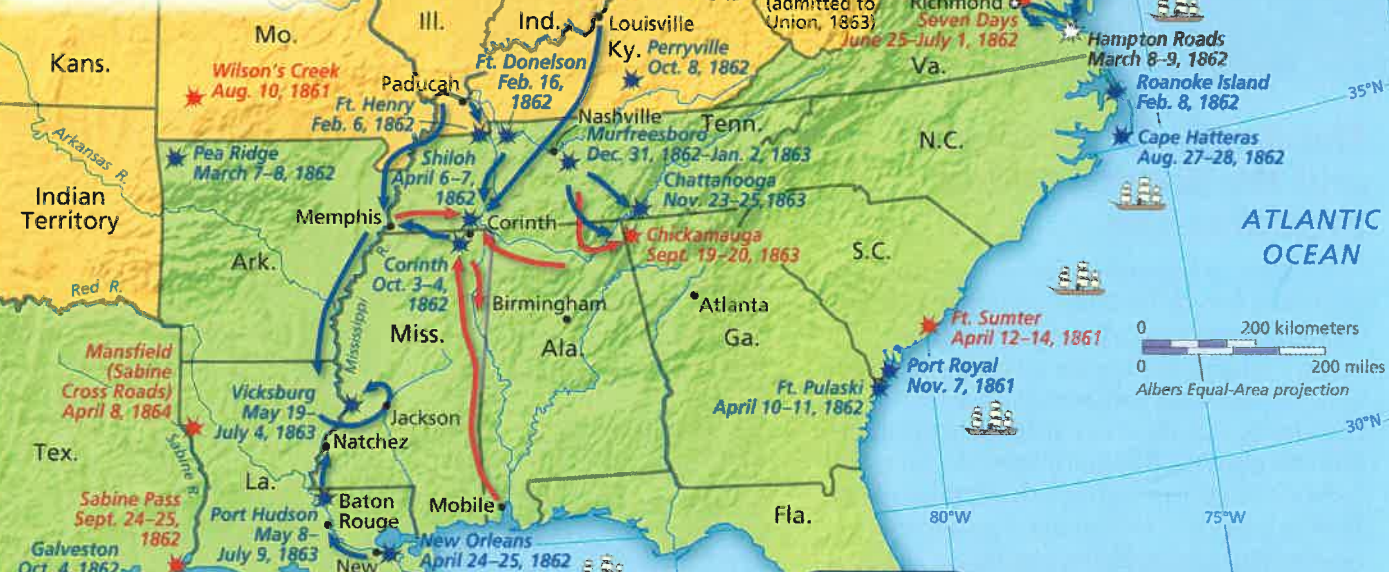 (admitted to
Union, 1863)
Richmond
Seven Days
June 25–July 1, 1862
Ill.
Ind.
Louisville
Mo.
Ky.
Perryville
Oct. 8, 1862
Hampton Roads
March 8–9, 1862
Kans.
Ft. Donelson
Feb. 16,
1862
Va.
Wilson's Creek
Aug. 10, 1861
Paducah
Roanoke Island
Feb. 8, 1862
35°N
Ft. Henry
Feb. 6, 1862
Nashville
Tenn.
Murfreesboro
Dec. 31, 1862–Jan. 2, 1863
N.C.
Cape Hatteras
Aug. 27–28, 1862
Arkansas R.
Pea Ridge
March 7–8, 1862
Shiloh
April 6–7,
1862
Chattanooga
Nov. 23–25, 1863
Indian
Territory
Memphis
Corinth
Chickamauga
Sept. 19–20, 1863
S.C.
ATLANTIC
OCEAN
Ark.
R.
Corinth
Oct. 3–4,
1862
Red R.
Birmingham
Atlanta
Mississippi
Miss.
Ala.
Ga.
Ft. Sumter
April 12–14, 1861
0
200 kilometers
0
200 miles
Albers Equal-Area projection
Mansfield
(Sabine
Cross Roads)
April 8, 1864
Vicksburg
May 19–
July 4, 1863
Port Royal
Nov. 7, 1861
Ft. Pulaski
April 10–11, 1862
Jackson
30°N
Natchez
Tex.
Sabine R.
La.
Sabine Pass
Sept. 24–25,
1862
Baton
Rouge
Mobile
Fla.
80°W
75°W
Port Hudson
May 8–
July 9, 1863
New Orleans
April 24–25, 1862
Galveston
Oct. 4, 1862
New